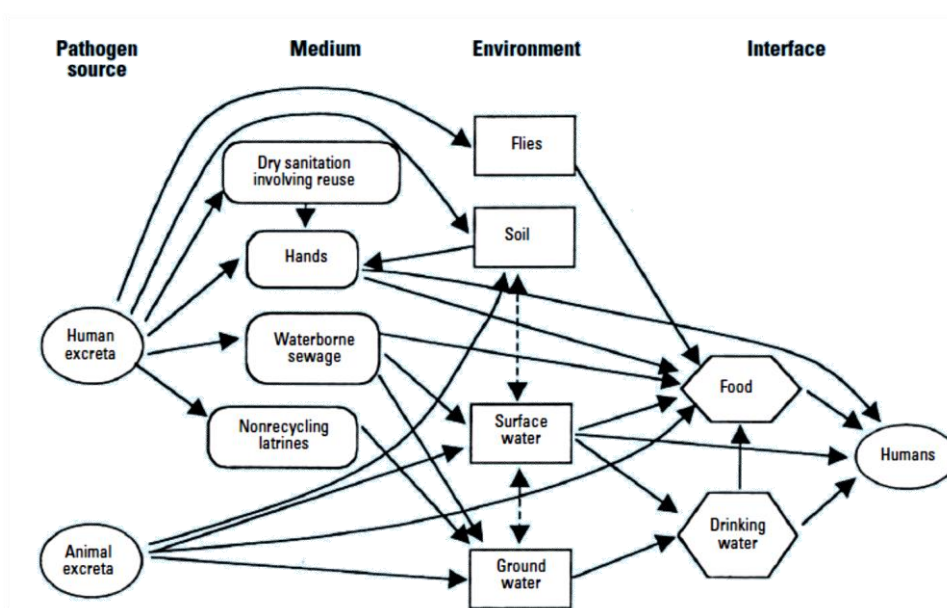 Pathogen
source
Medium
Environment
Interface
Flies
Dry sanitation
involving reuse
Soil
Hands
Human
excreta
Waterborne
sewage
Food
Nonrecycling
latrines
Surface
water
Humans
Animal
excreta
Ground
water
Drinking
water